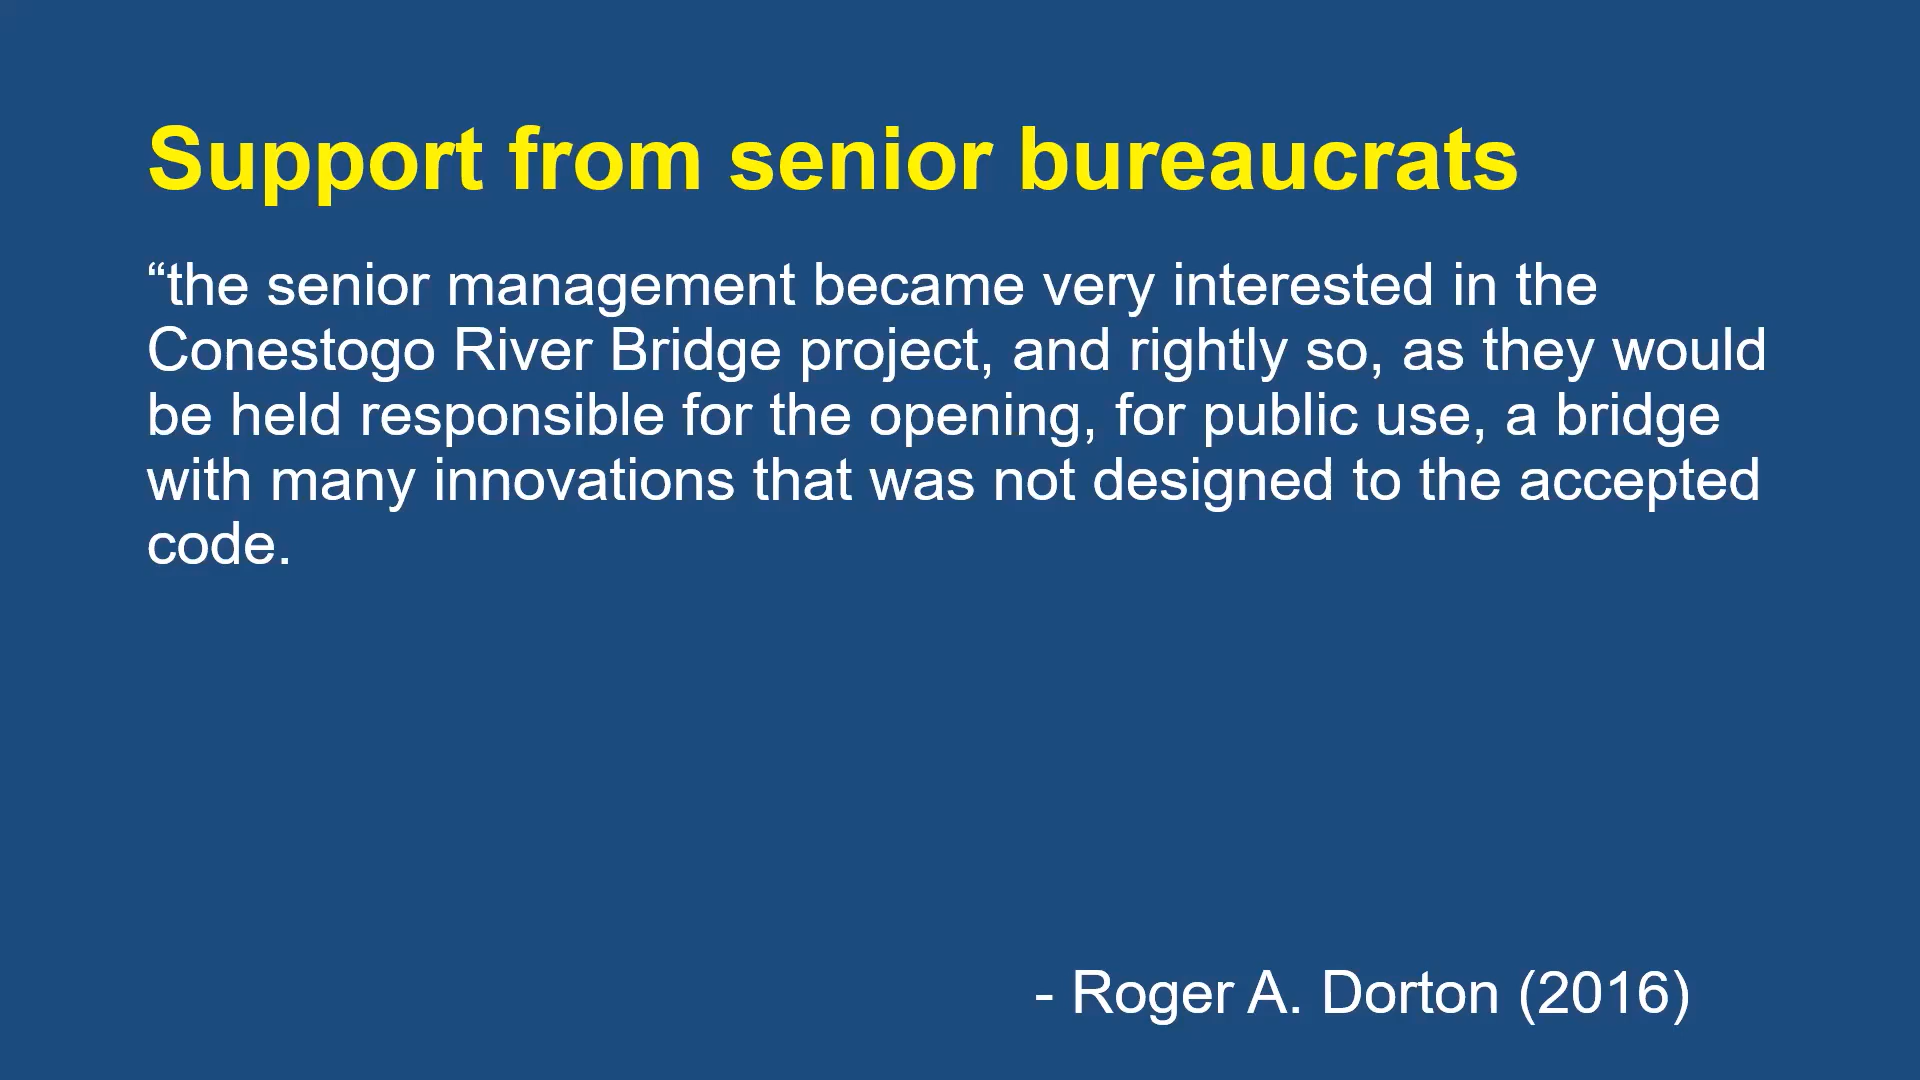 Support from senior bureaucrats
“the senior management became very interested in the
Conestogo River Bridge project, and rightly so, as they would
be held responsible for the opening, for public use, a bridge
with many innovations that was not designed to the accepted
code.
- Roger A. Dorton (2016)